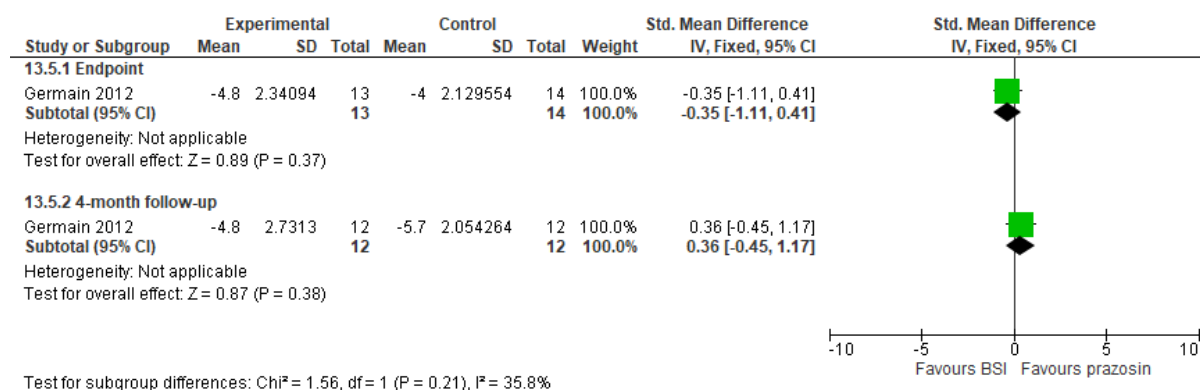 Experimental Control Std. Mean Difference Std. Mean Difference
Study or Subgroup Mean SD Total Mean SD Total Weight IV, Fixed, 95% CI IV, Fixed, 95% CI
13.5.1 Endpoint
Germain 2012 -4.8 2.34094 13 -4 2.129554 14 100.0% -0.35 [-1.11, 0.41]
Subtotal (95% CI) 13 14 100.0% -0.35 [-1.11, 0.41]
Heterogeneity: Not applicable
Test for overall effect: Z = 0.89 (P = 0.37)
13.5.2 4-month follow-up
Germain 2012 -4.8 2.7313 12 -5.7 2.054264 12 100.0% 0.36 [-0.45, 1.17]
Subtotal (95% CI) 12 12 100.0% 0.36 [-0.45, 1.17]
Heterogeneity: Not applicable
Test for overall effect: Z = 0.87 (P = 0.38)
-10 -5 0 5 10
Favours BSI Favours prazosin
Test for subgroup differences: Chi² = 1.56, df = 1 (P = 0.21), I² = 35.8%